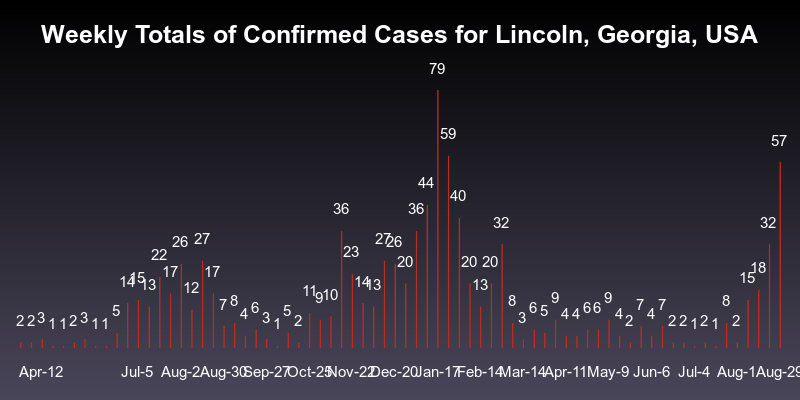 Weekly Totals of Confirmed Cases for Lincoln, Georgia, USA
2 2 3 1 1 2 3 1 1 5 14 15 13 22 17 26 12 27 17 7 8 4 6 3 1 5 2 11 9 10 36 23 14 13 27 26 20 36 44 79 59 40 20 13 20 32 8 3 6 5 9 4 4 6 6 9 4 2 7 4 7 2 2 1 2 1 8 2 15 18 32 57
Apr-12 Jul-5 Aug-2 Aug-30 Sep-27 Oct-25 Nov-22 Dec-20 Jan-17 Feb-14 Mar-14 Apr-11 May-9 Jun-6 Jul-4 Aug-1 Aug-29